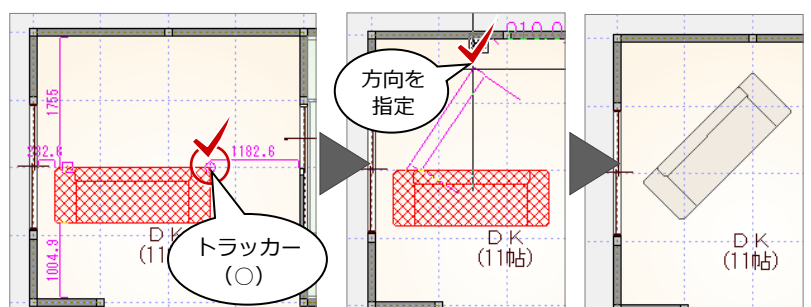 1755
232.6
1182.6
1004.9
ＤＫ
(11
トラッカー
（○）
方向を
指定
ＤＫ
(11帖)
ＤＫ
(11帖)